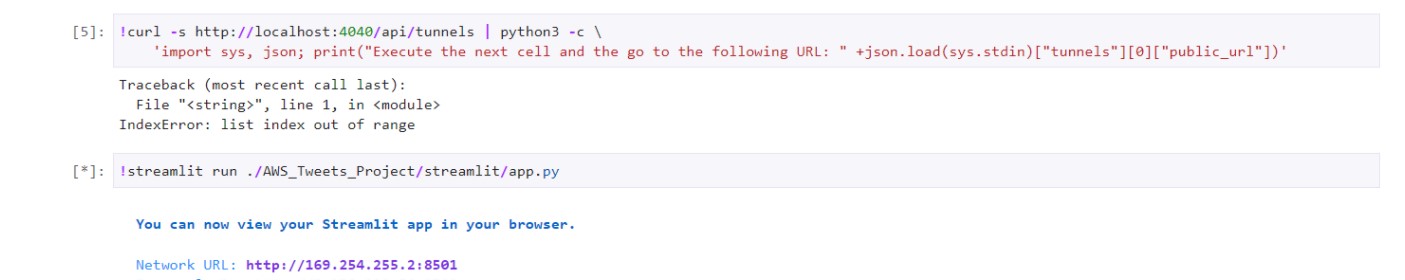 [5]: !curl -s http://localhost:4040/api/tunnels | python3 -c \
'import sys, json; print("Execute the next cell and the go to the following URL: " +json.load(sys.stdin)["tunnels"][0]["public_url"])'
Traceback (most recent call last):
File "<string>", line 1, in <module>
IndexError: list index out of range
[*]: !streamlit run ./AWS_Tweets_Project/streamlit/app.py
You can now view your Streamlit app in your browser.
Network URL: http://169.254.255.2:8501